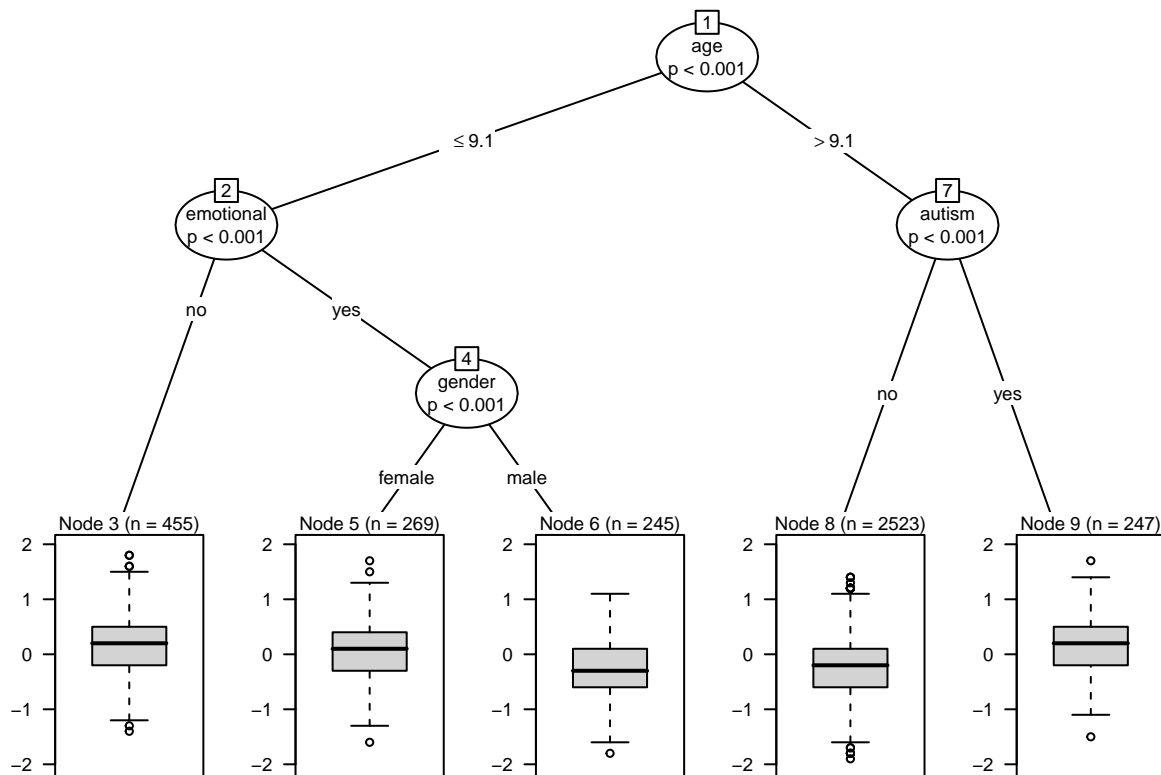 1
age
p < 0.001
≤ 9.1
> 9.1
2
emotional
p < 0.001
7
autism
p < 0.001
no
yes
4
gender
p < 0.001
no
yes
female
male
Node 3 (n = 455)
Node 5 (n = 269)
Node 6 (n = 245)
Node 8 (n = 2523)
Node 9 (n = 247)
2
1
0
−1
−2
2
1
0
−1
−2
2
1
0
−1
−2
2
1
0
−1
−2
2
1
0
−1
−2